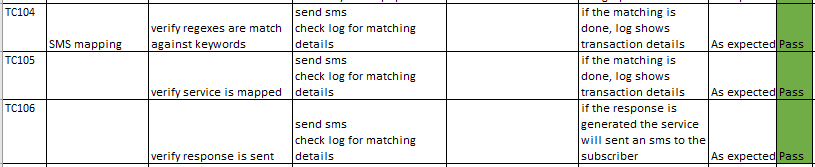 TC104
SMS mapping
verify regexes are match
against keywords
send sms
check log for matching
details
if the matching is
done, log shows
transaction details
As expected
Pass
TC105
verify service is mapped
send sms
check log for matching
details
if the matching is
done, log shows
transaction details
As expected
Pass
TC106
verify response is sent
send sms
check log for matching
details
if the response is
generated the service
will sent an sms to the
subscriber
As expected
Pass